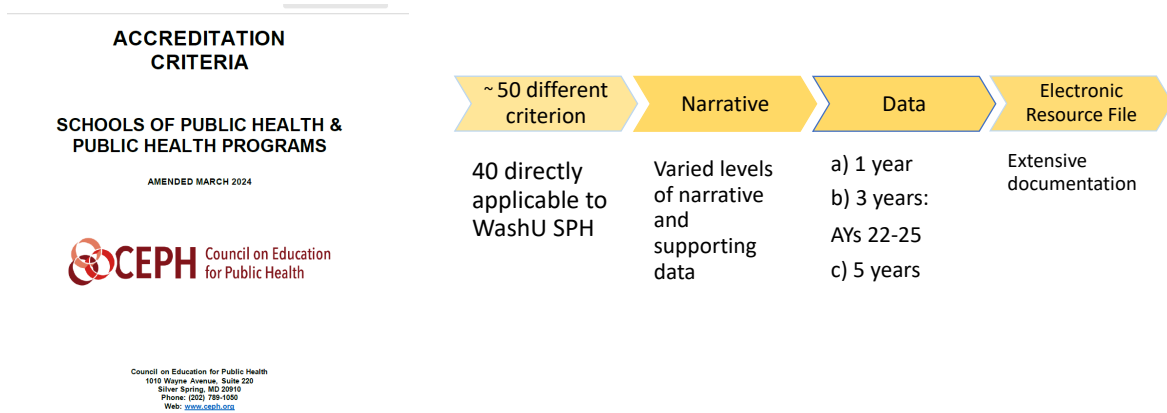 ACCREDITATION
CRITERIA
SCHOOLS OF PUBLIC HEALTH &
PUBLIC HEALTH PROGRAMS
AMENDED MARCH 2024
CEPH
Council on Education
for Public Health
Council on Education for Public Health
1010 Wayne Avenue, Suite 220
Silver Spring, MD 20910
Phone: (202) 789-1050
Web: www.ceph.org
~ 50 different
criterion
40 directly
applicable to
WashU SPH
Narrative
Varied levels
of narrative
and
supporting
data
Data
a) 1 year
b) 3 years:
AYs 22-25
c) 5 years
Electronic
Resource File
Extensive
documentation